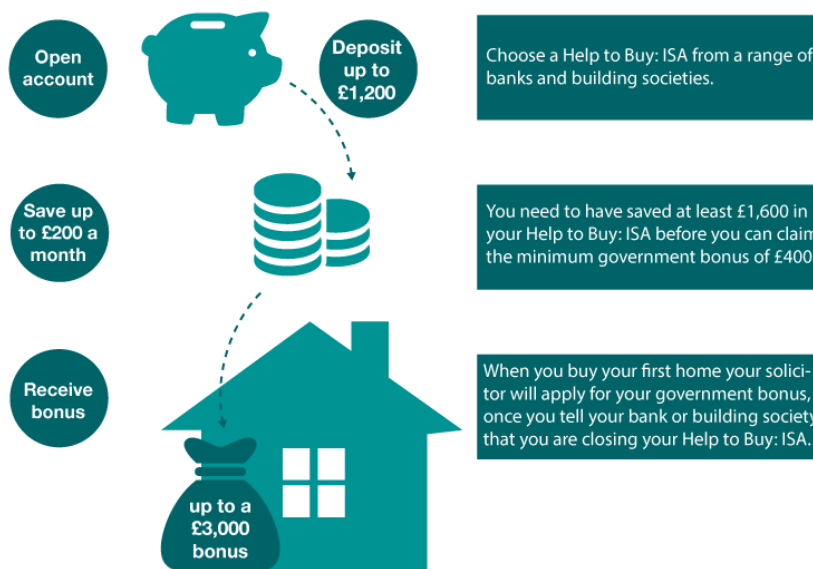 Open
account
Deposit
up to
£1,200
Choose a Help to Buy: ISA from a range of
banks and building societies.
Save up
to £200 a
month
You need to have saved at least £1,600 in
your Help to Buy: ISA before you can claim
the minimum government bonus of £400
Receive
bonus
When you buy your first home your solici-
tor will apply for your government bonus,
once you tell your bank or building society
that you are closing your Help to Buy: ISA.
up to a
£3,000
bonus